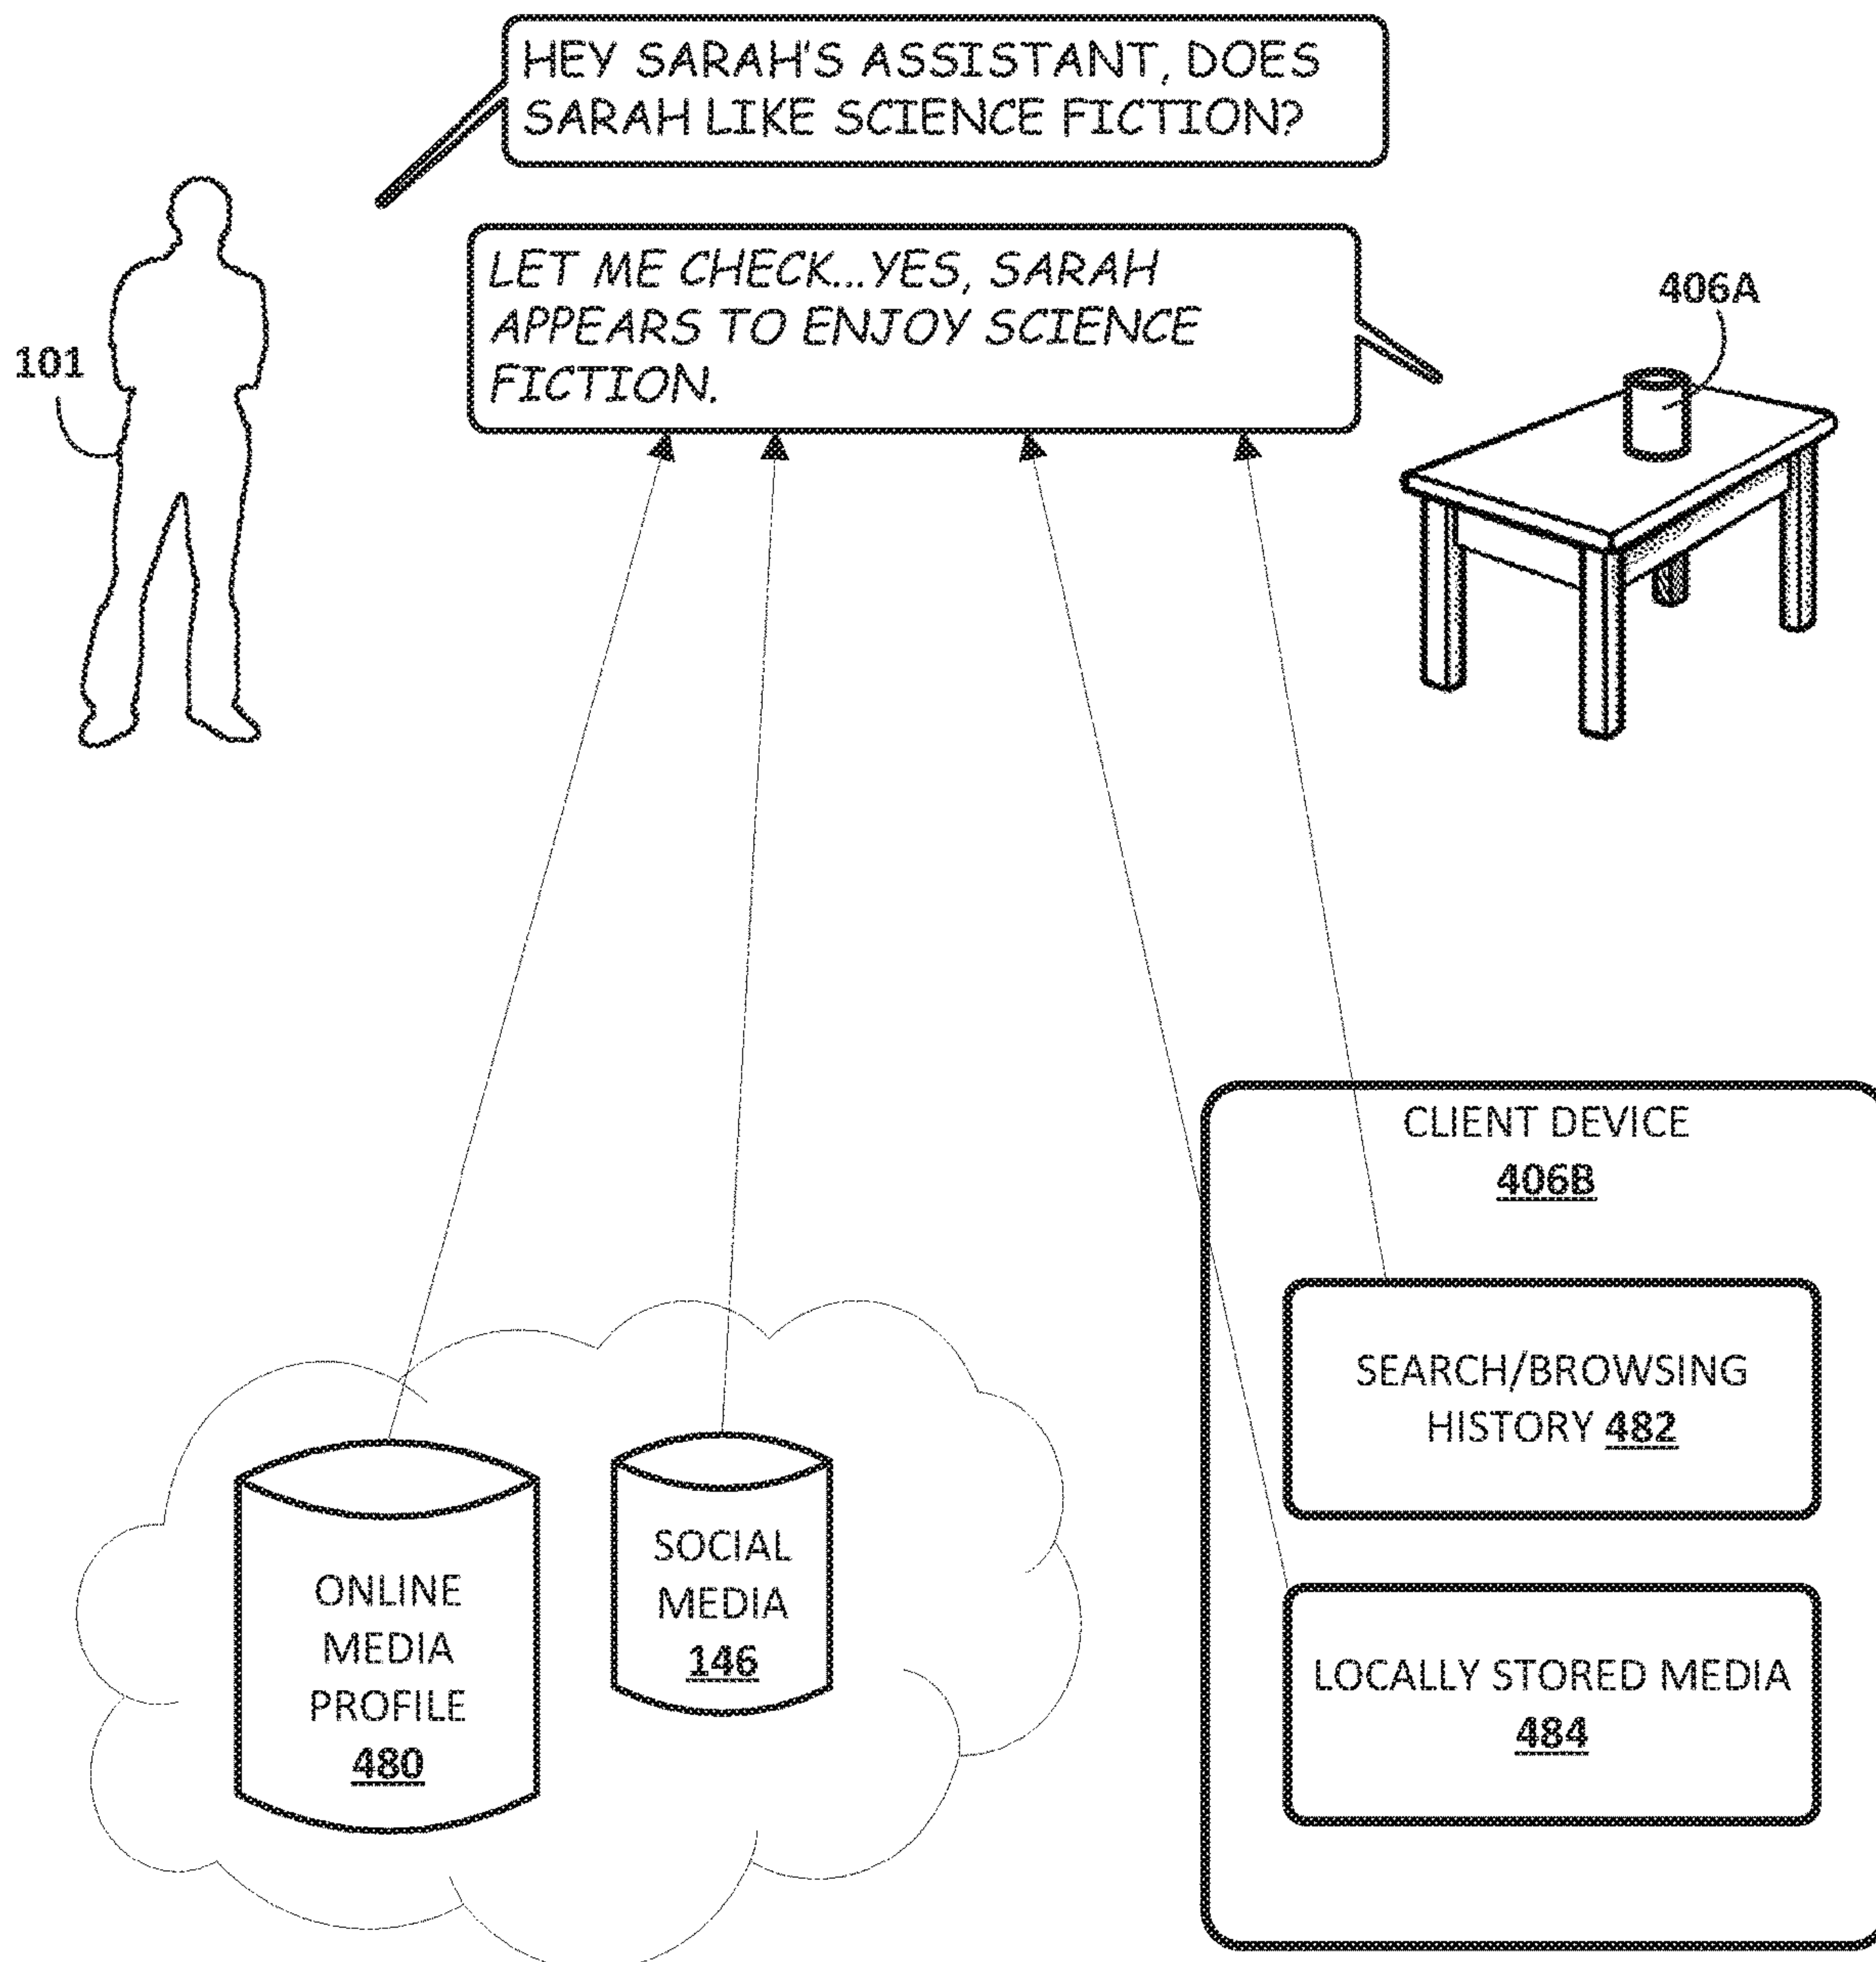 HEY SARAH'S ASSISTANT, DOES
SARAH LIKE SCIENCE FICTION?
LET ME CHECK...YES, SARAH
APPEARS TO ENJOY SCIENCE
FICTION.
406A
101
CLIENT DEVICE
406B
SEARCH/BROWSING
HISTORY 482
LOCALLY STORED MEDIA
484
ONLINE
MEDIA
PROFILE
480
SOCIAL
MEDIA
146